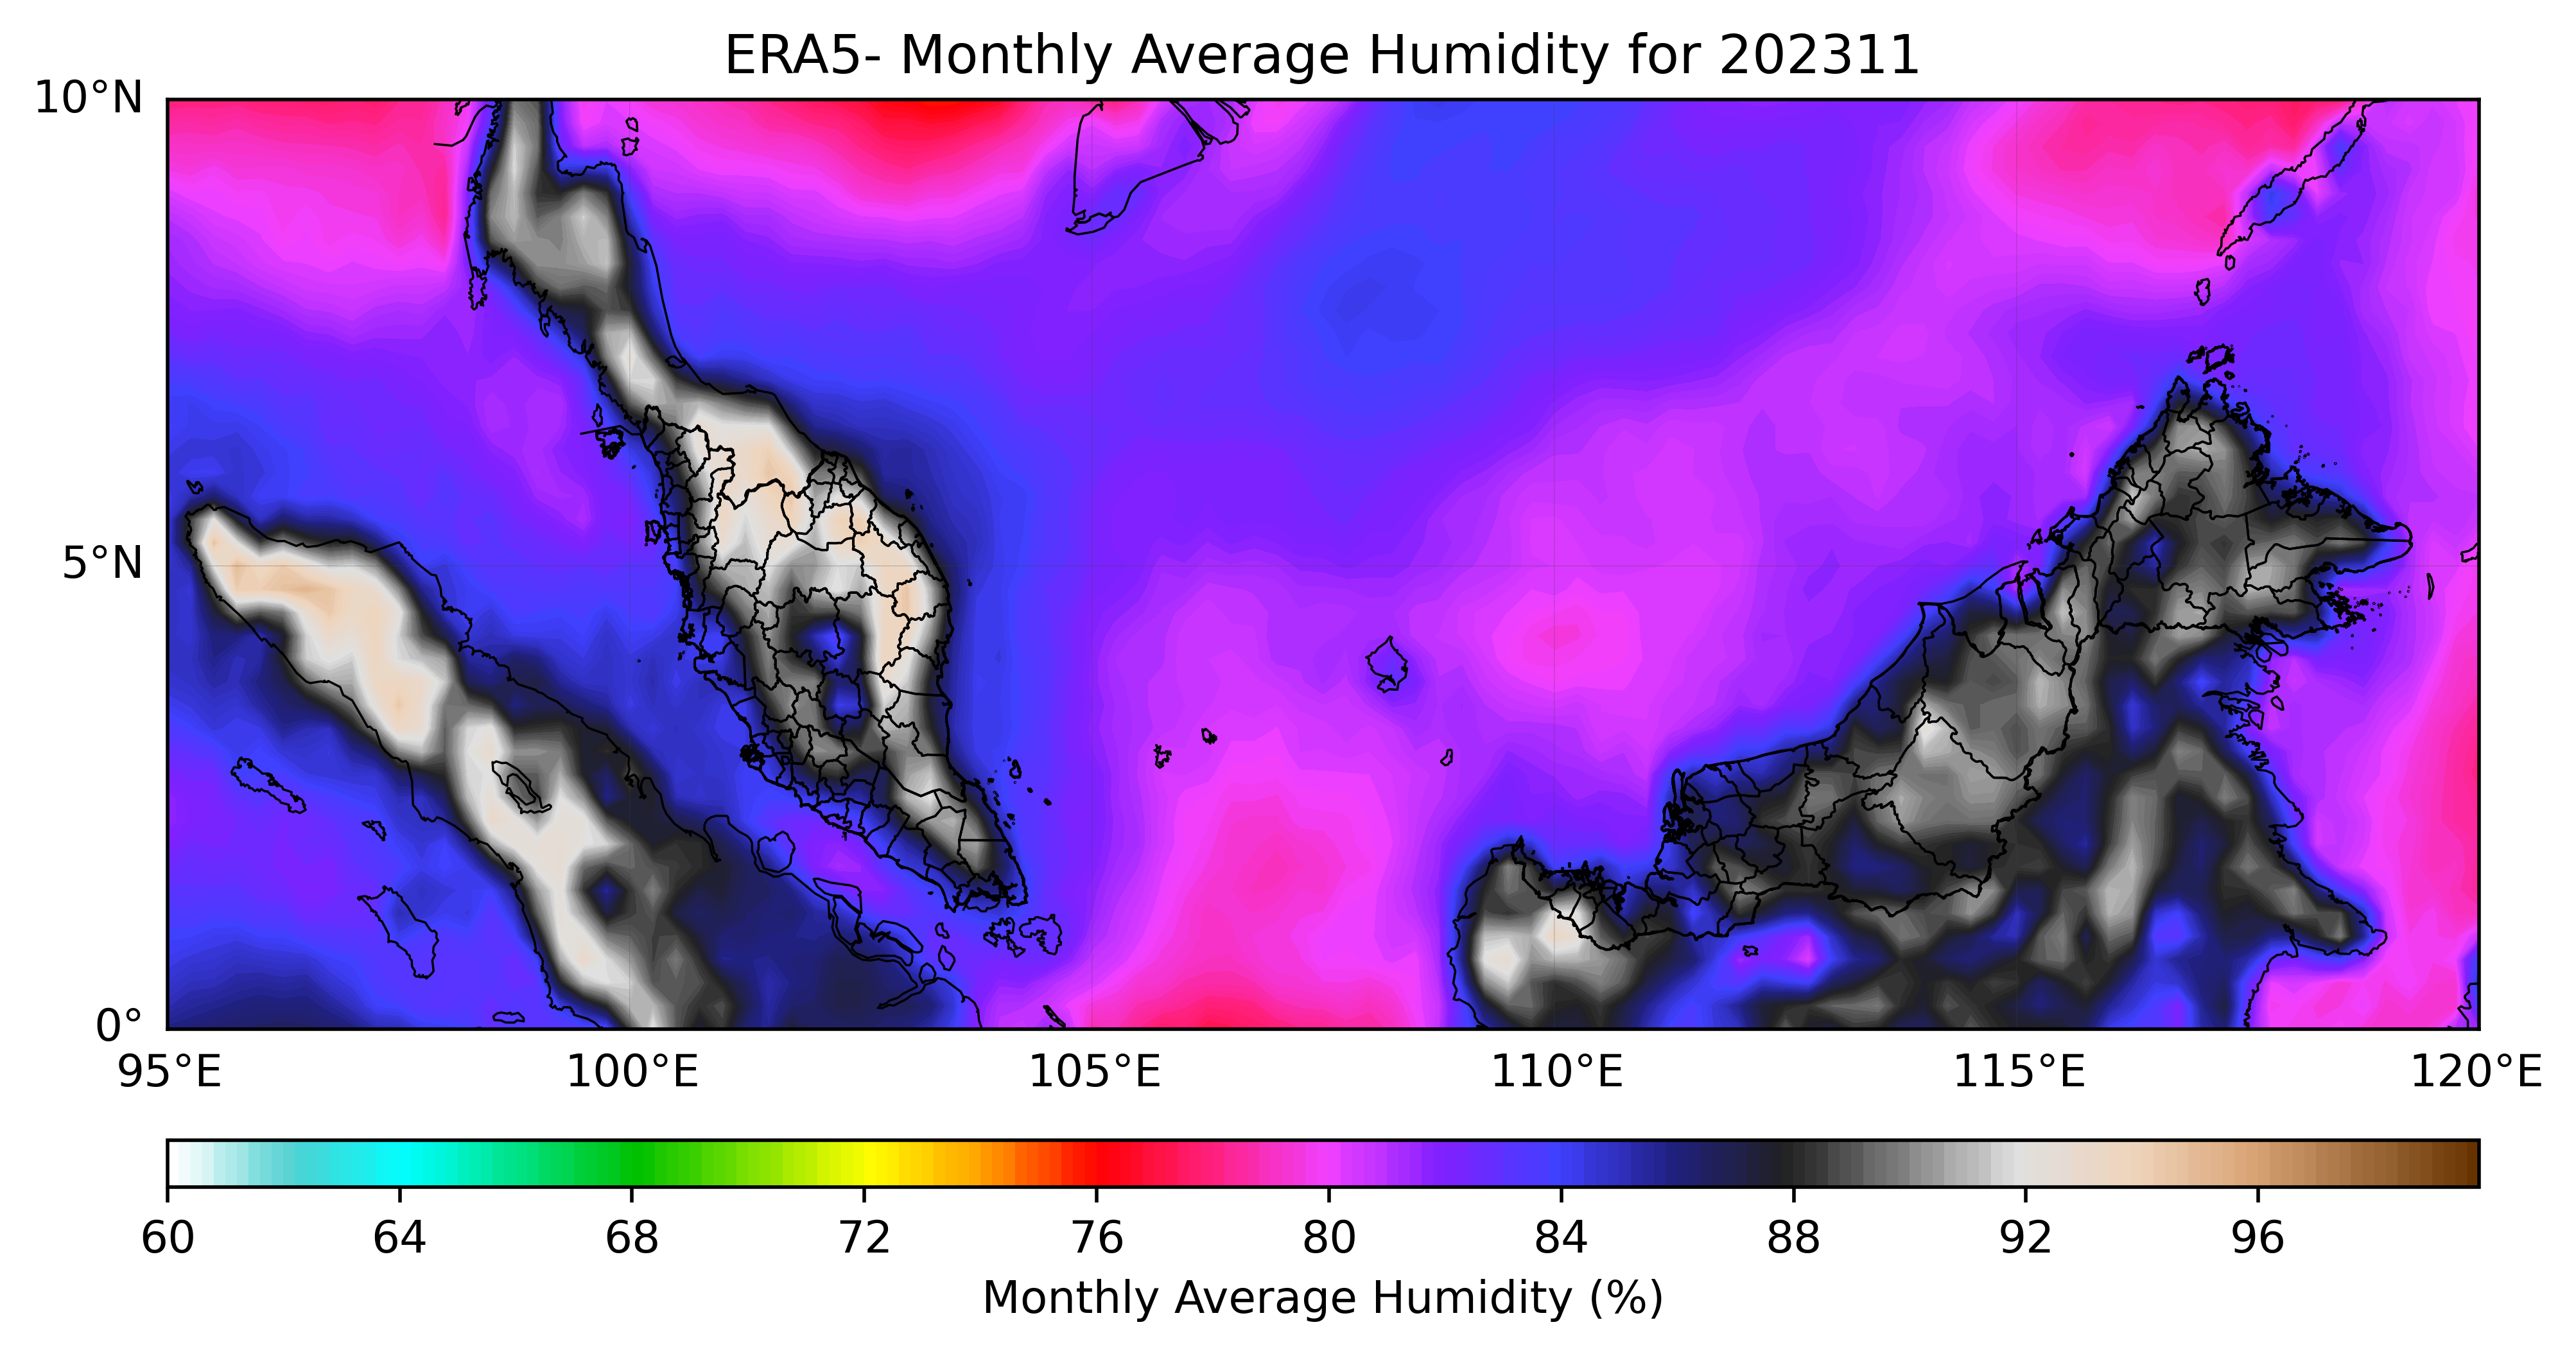 ERA5- Monthly Average Humidity for 202311
10°N
5°N
0°
95°E 100°E 105°E 110°E 115°E 120°E
60 64 68 72 76 80 84 88 92 96
Monthly Average Humidity (%)